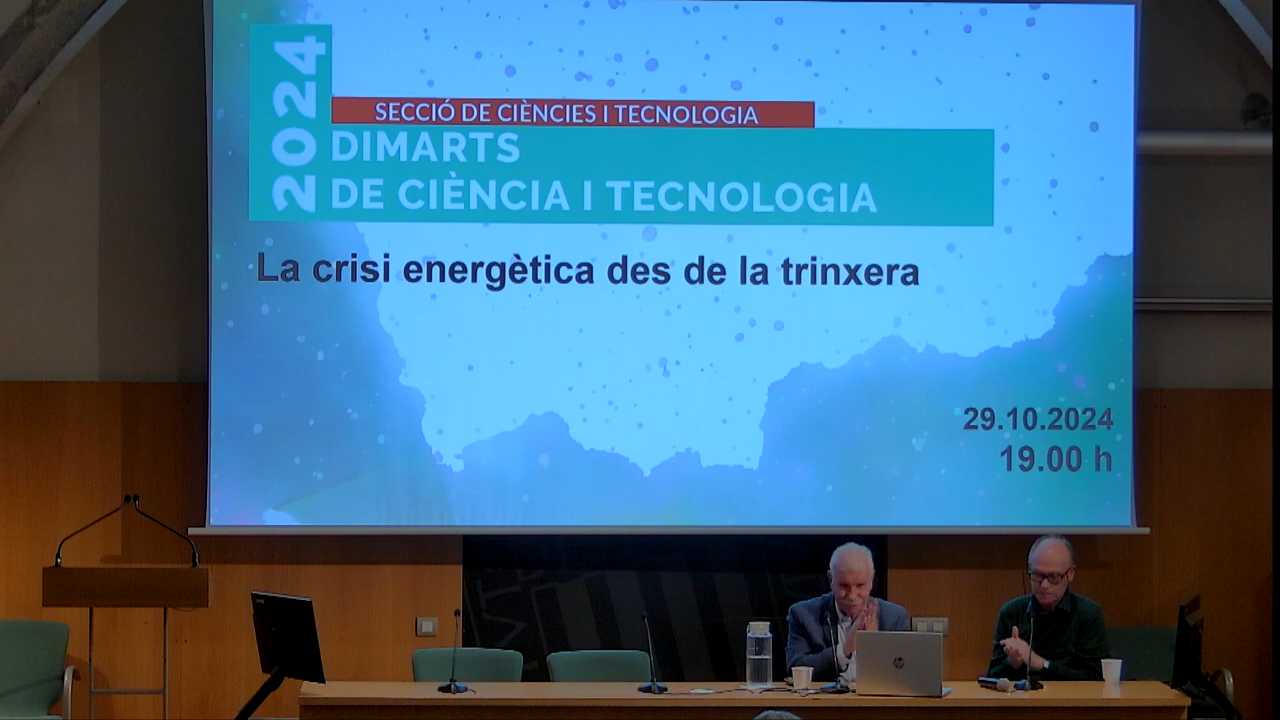 2024
SECCIÓ DE CIÈNCIES I TECNOLOGIA
DIMARTS
DE CIÈNCIA I TECNOLOGIA
La crisi energètica des de la trinxera
29.10.2024
19.00 h
hp